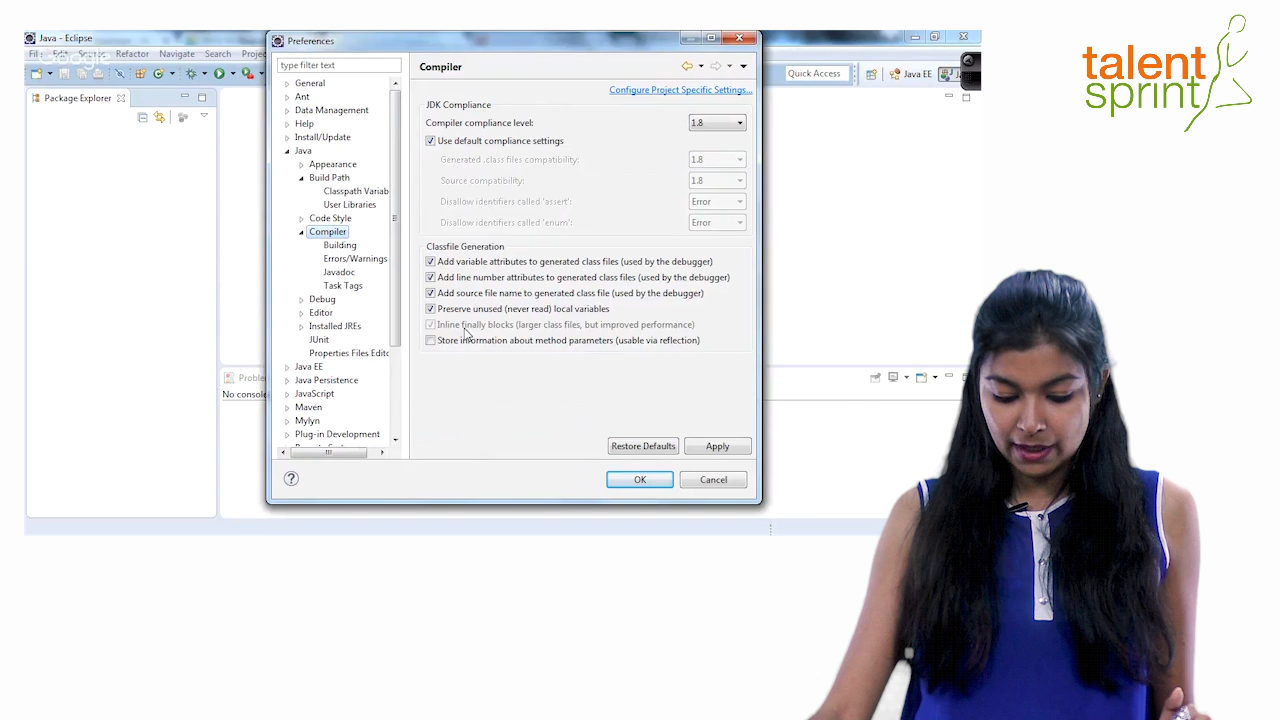 Java - Eclipse
Refactor Navigate Search Project
Google
Quick Access
Java EE
Package Explorer
No console
Preferences
type filter text
General
Ant
Data Management
Help
Install/Update
Java
Appearance
Build Path
Classpath Variab
User Libraries
Code Style
Compiler
Building
Errors/Warnings
Javadoc
Task Tags
Debug
Editor
Installed JREs
JUnit
Properties Files Edito
Java EE
Java Persistence
JavaScript
Maven
Mylyn
Plug-in Development
Compiler
Configure Project Specific Settings...
JDK Compliance
Compiler compliance level: 1.8
Use default compliance settings
Generated .class files compatibility: 1.8
Source compatibility: 1.8
Disallow identifiers called 'assert': Error
Disallow identifiers called 'enum': Error
Classfile Generation
Add variable attributes to generated class files (used by the debugger)
Add line number attributes to generated class files (used by the debugger)
Add source file name to generated class file (used by the debugger)
Preserve unused (never read) local variables
Inline finally blocks (larger class files, but improved performance)
Store information about method parameters (usable via reflection)
Restore Defaults Apply
OK Cancel
talent
sprint